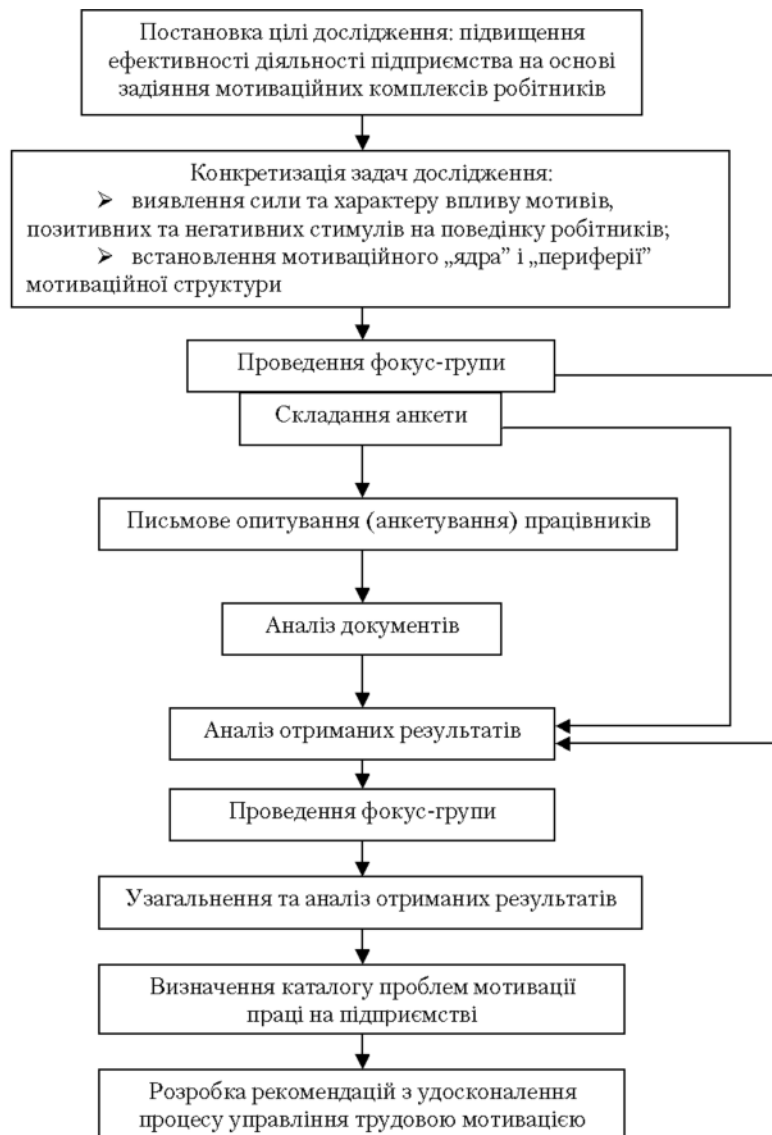 Постановка цілі дослідження: підвищення
ефективності діяльності підприємства на основі
задіяння мотиваційних комплексів робітників
Конкретизація задач дослідження:
➢ виявлення сили та характеру впливу мотивів,
позитивних та негативних стимулів на поведінку робітників;
➢ встановлення мотиваційного „ядра” і „периферії”
мотиваційної структури
Проведення фокус-групи
Складання анкети
Письмове опитування (анкетування) працівників
Аналіз документів
Аналіз отриманих результатів
Проведення фокус-групи
Узагальнення та аналіз отриманих результатів
Визначення каталогу проблем мотивації
праці на підприємстві
Розробка рекомендацій з удосконалення
процесу управління трудовою мотивацією